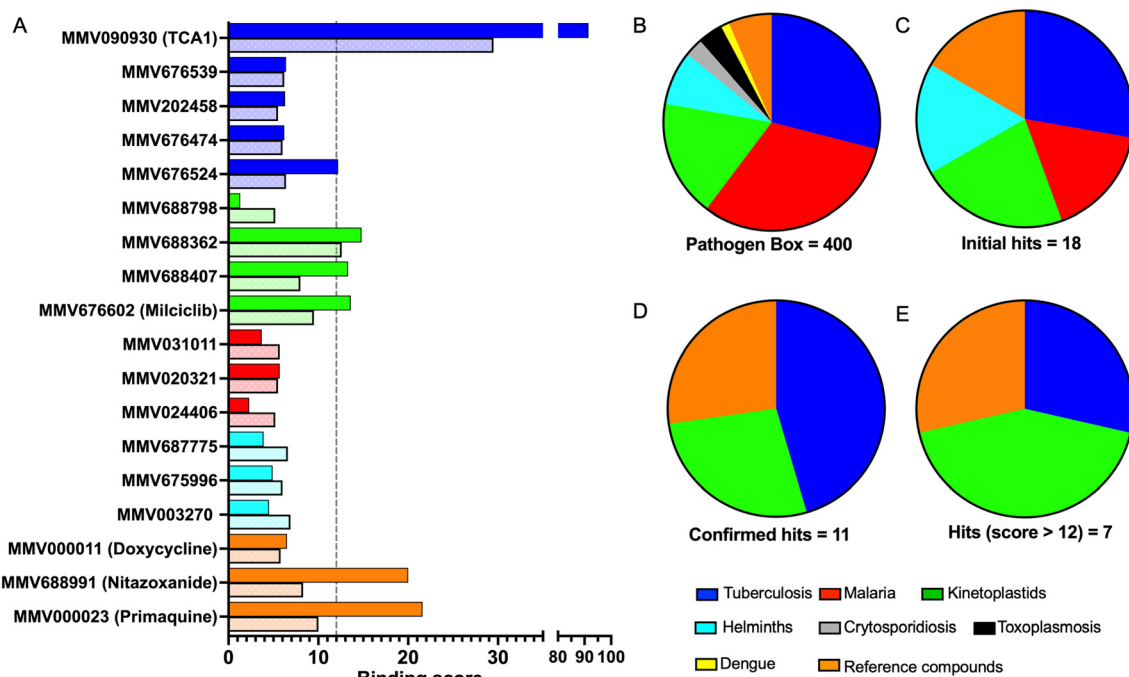 A
MMV090930 (TCA1)
MMV676539
MMV202458
MMV676474
MMV676524
MMV688798
MMV688362
MMV688407
MMV676602 (Milciclib)
MMV031011
MMV020321
MMV024406
MMV687775
MMV675996
MMV003270
MMV000011 (Doxycycline)
MMV688991 (Nitazoxanide)
MMV000023 (Primaquine)
0 10 20 30 80 90 100
Binding score
B
Pathogen Box = 400
C
Initial hits = 18
D
Confirmed hits = 11
E
Hits (score > 12) = 7
Tuberculosis Malaria Kinetoplastids
Helminths Crytosporidiosis Toxoplasmosis
Dengue Reference compounds